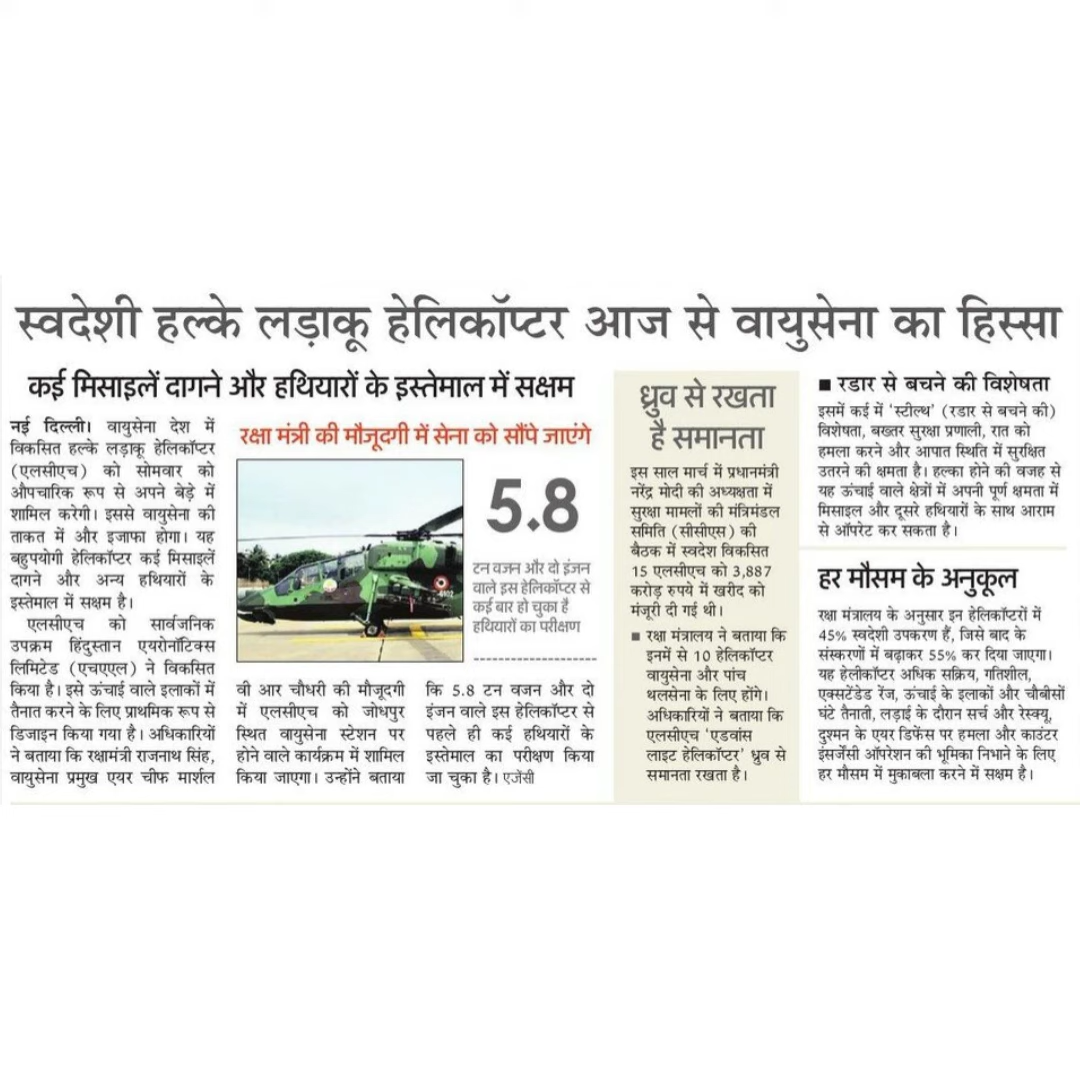 स्वदेशी हल्के लड़ाकू हेलिकॉप्टर आज से वायुसेना का हिस्सा
कई मिसाइलें दागने और हथियारों के इस्तेमाल में सक्षम
नई दिल्ली। वायुसेना देश में
विकसित हल्के लड़ाकू हेलिकॉप्टर
(एलसीएच) को सोमवार को
औपचारिक रूप से अपने बेड़े में
शामिल करेगी। इससे वायुसेना की
ताकत में और इजाफा होगा। यह
बहुपयोगी हेलिकॉप्टर कई मिसाइलें
दागने और अन्य हथियारों के
इस्तेमाल में सक्षम है।
एलसीएच को सार्वजनिक
उपक्रम हिंदुस्तान एयरोनॉटिक्स
लिमिटेड (एचएएल) ने विकसित
किया है। इसे ऊंचाई वाले इलाकों में
तैनात करने के लिए प्राथमिक रूप से
डिजाइन किया गया है। अधिकारियों
ने बताया कि रक्षामंत्री राजनाथ सिंह,
वायुसेना प्रमुख एयर चीफ मार्शल
रक्षा मंत्री की मौजूदगी में सेना को सौंपे जाएंगे
5.8
टन वजन और दो इंजन
वाले इस हेलिकॉप्टर से
कई बार हो चुका है
हथियारों का परीक्षण
वी आर चौधरी की मौजूदगी
में एलसीएच को जोधपुर
स्थित वायुसेना स्टेशन पर
होने वाले कार्यक्रम में शामिल
किया जाएगा। उन्होंने बताया
कि 5.8 टन वजन और दो
इंजन वाले इस हेलिकॉप्टर से
पहले ही कई हथियारों के
इस्तेमाल का परीक्षण किया
जा चुका है। एजेंसी
ध्रुव से रखता
है समानता
इस साल मार्च में प्रधानमंत्री
नरेंद्र मोदी की अध्यक्षता में
सुरक्षा मामलों की मंत्रिमंडल
समिति (सीसीएस) की
बैठक में स्वदेश विकसित
15 एलसीएच को 3,887
करोड़ रुपये में खरीद को
मंजूरी दी गई थी।
■ रक्षा मंत्रालय ने बताया कि
इनमें से 10 हेलिकॉप्टर
वायुसेना और पांच
थलसेना के लिए होंगे।
अधिकारियों ने बताया कि
एलसीएच 'एडवांस
लाइट हेलिकॉप्टर' ध्रुव से
समानता रखता है।
■ रडार से बचने की विशेषता
इसमें कई में 'स्टील्थ' (रडार से बचने की)
विशेषता, बख्तर सुरक्षा प्रणाली, रात को
हमला करने और आपात स्थिति में सुरक्षित
उतरने की क्षमता है। हल्का होने की वजह से
यह ऊंचाई वाले क्षेत्रों में अपनी पूर्ण क्षमता में
मिसाइल और दूसरे हथियारों के साथ आराम
से ऑपरेट कर सकता है।
हर मौसम के अनुकूल
रक्षा मंत्रालय के अनुसार इन हेलिकॉप्टरों में
45% स्वदेशी उपकरण हैं, जिसे बाद के
संस्करणों में बढ़ाकर 55% कर दिया जाएगा।
यह हेलीकॉप्टर अधिक सक्रिय, गतिशील,
एक्सटेंडेड रेंज, ऊंचाई के इलाकों और चौबीसों
घंटे तैनाती, लड़ाई के दौरान सर्च और रेस्क्यू,
दुश्मन के एयर डिफेंस पर हमला और काउंटर
इंसर्जेंसी ऑपरेशन की भूमिका निभाने के लिए
हर मौसम में मुकाबला करने में सक्षम है।